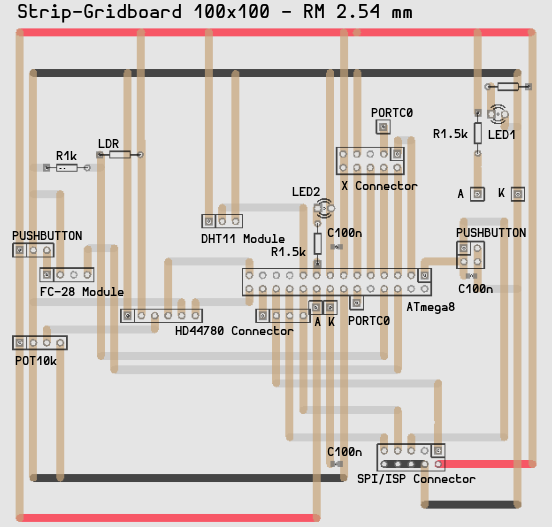 Strip-Gridboard 100x100 - RM 2.54 mm
PORTC0
R1.5k
LED1
LDR
R1k
X Connector
A
K
LED2
PUSHBUTTON
DHT11 Module
C100n
R1.5k
PUSHBUTTON
FC-28 Module
C100n
ATmega8
HD44780 Connector
A K
PORTC0
POT10k
C100n
SPI/ISP Connector